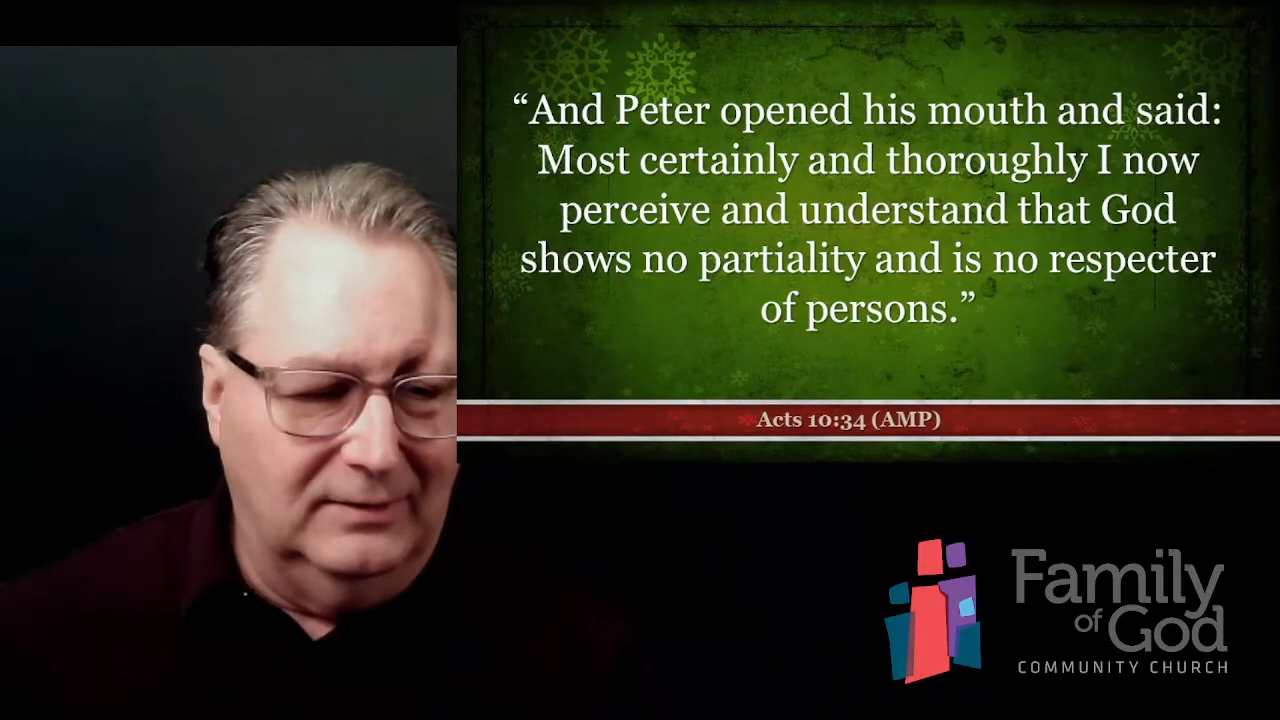 “And Peter opened his mouth and said:
Most certainly and thoroughly I now
perceive and understand that God
shows no partiality and is no respecter
of persons.”
Acts 10:34 (AMP)
Family
of God
COMMUNITY CHURCH